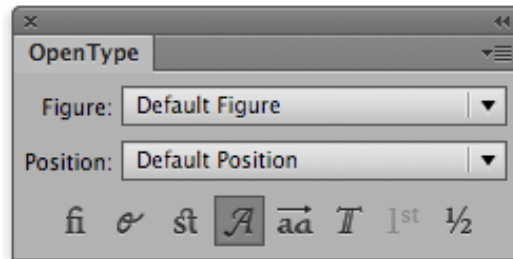 OpenType
Figure: Default Figure
Position: Default Position
fi o st A aa T 1st ½